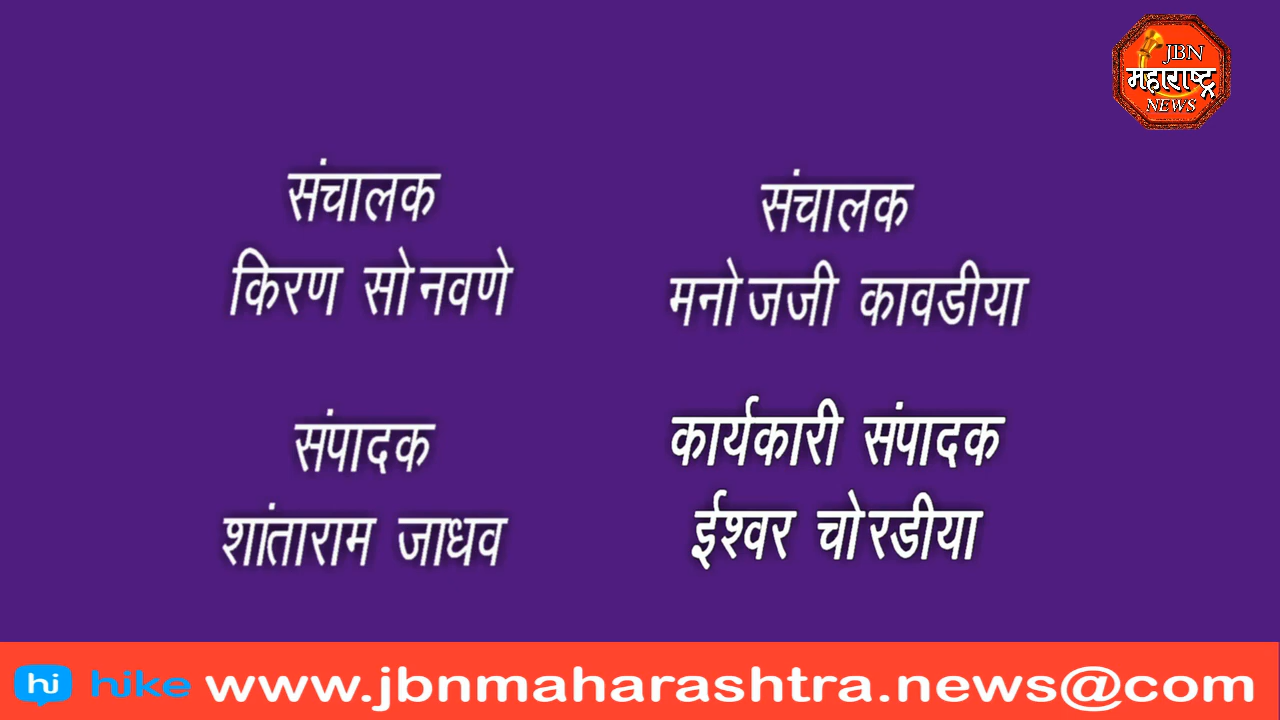 JBN
महाराष्ट्र
NEWS
संचालक
किरण सोनवणे
संचालक
मनोजजी कावडीया
संपादक
शांताराम जाधव
कार्यकारी संपादक
ईश्वर चोरडीया
hi hike www.jbnmaharashtra.news@com